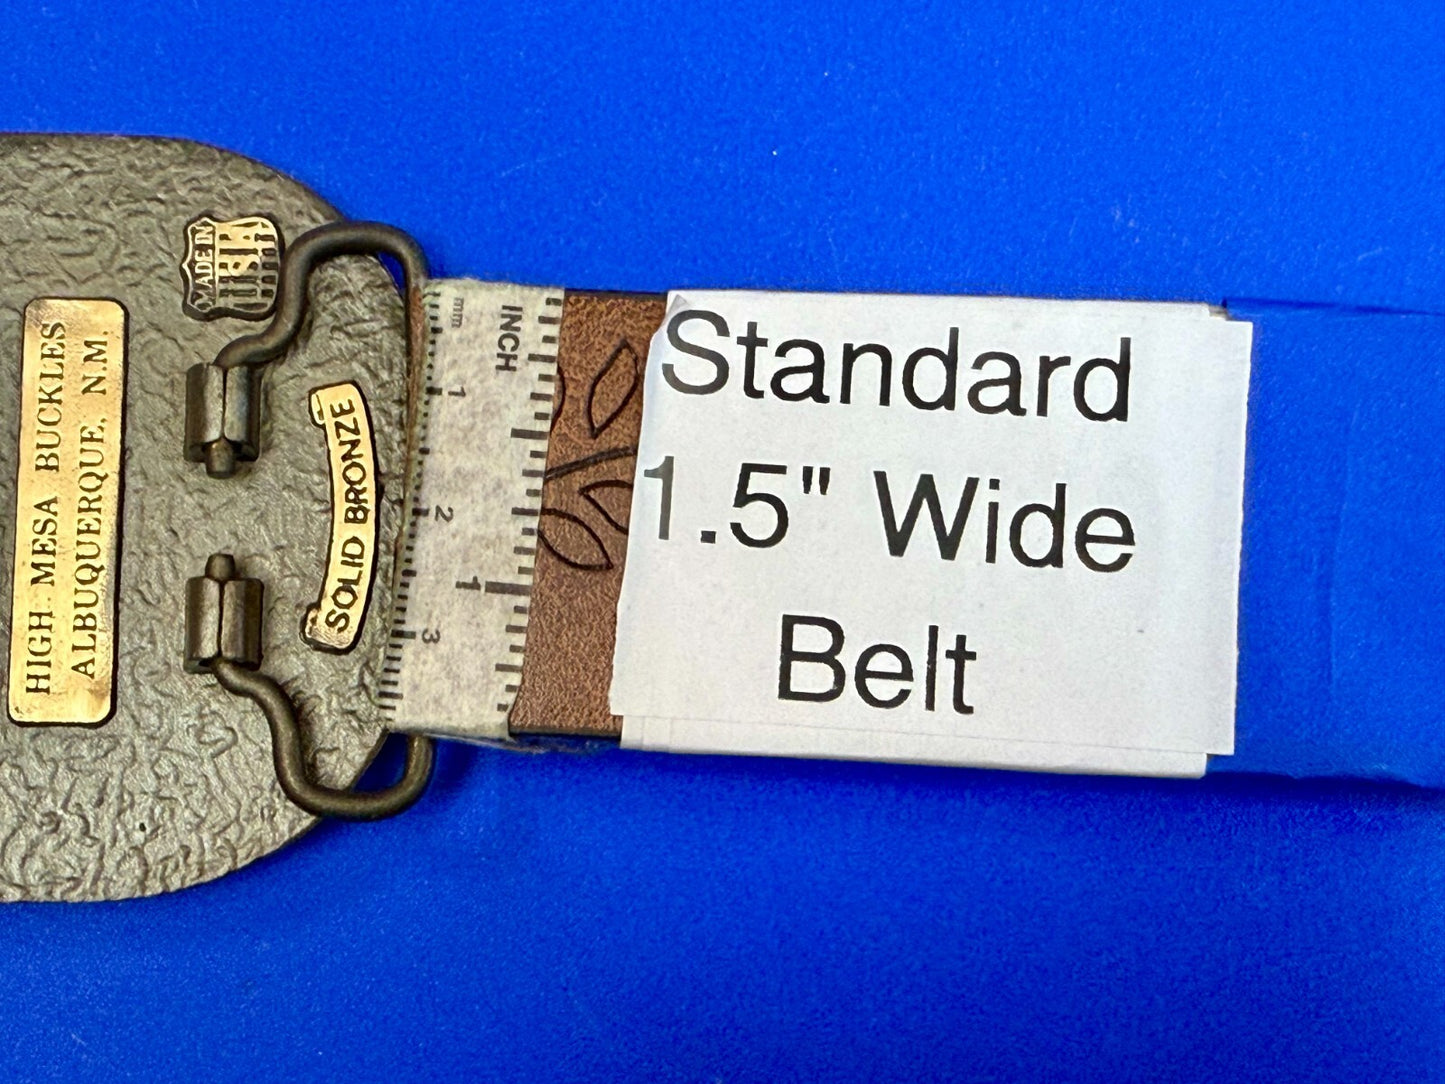 MADE IN
USA
HIGH MESA BUCKLES
ALBUQUERQUE, N.M.
SOLID BRONZE
mm
1
2
3
INCH
1
Standard
1.5" Wide
Belt